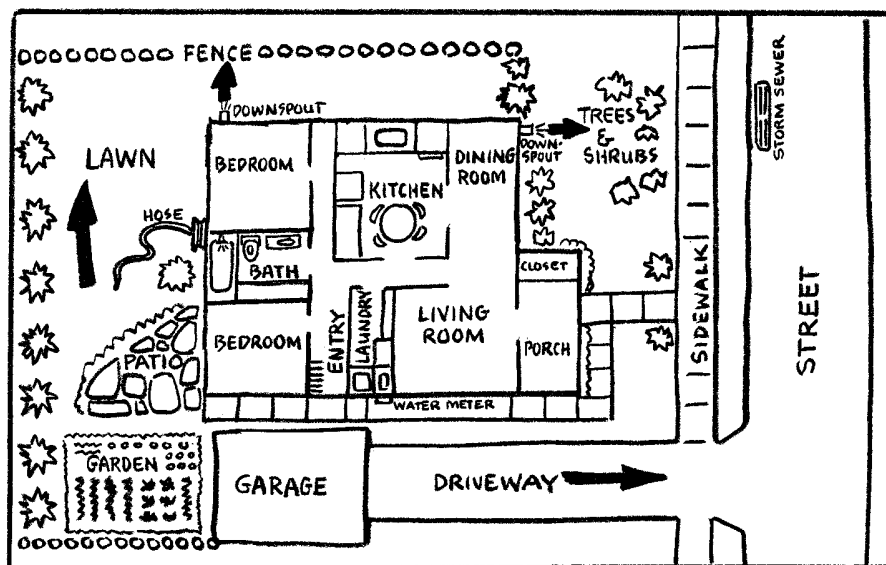 FENCE
DOWNSPOUT
TREES
&
SHRUBS
DOWN-
SPOUT
STORM SEWER
LAWN
BEDROOM
DINING
ROOM
KITCHEN
HOSE
BATH
CLOSET
LIVING
ROOM
ENTRY
LAUNDRY
BEDROOM
PORCH
PATIO
SIDEWALK
STREET
WATER METER
GARDEN
GARAGE
DRIVEWAY